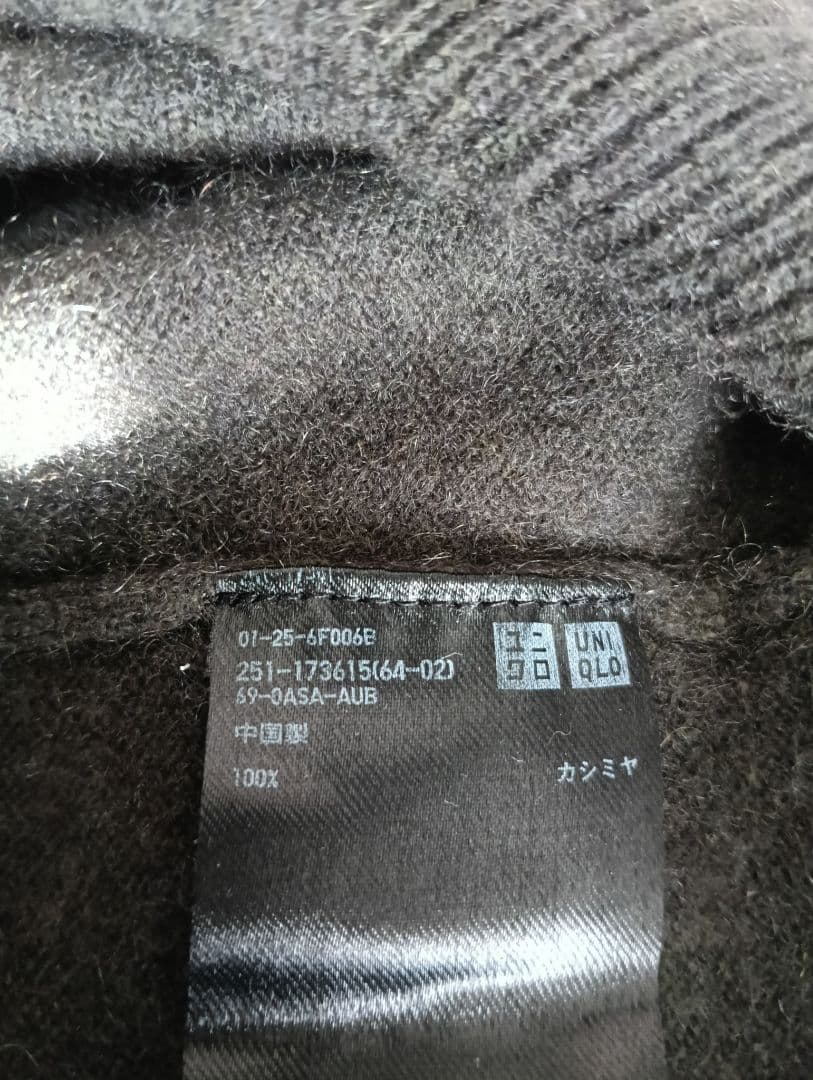 01-25-6F006B
251-173615(64-02)
69-0ASA-AUB
中国製
100% カシミヤ
ユニクロ
UNIQLO